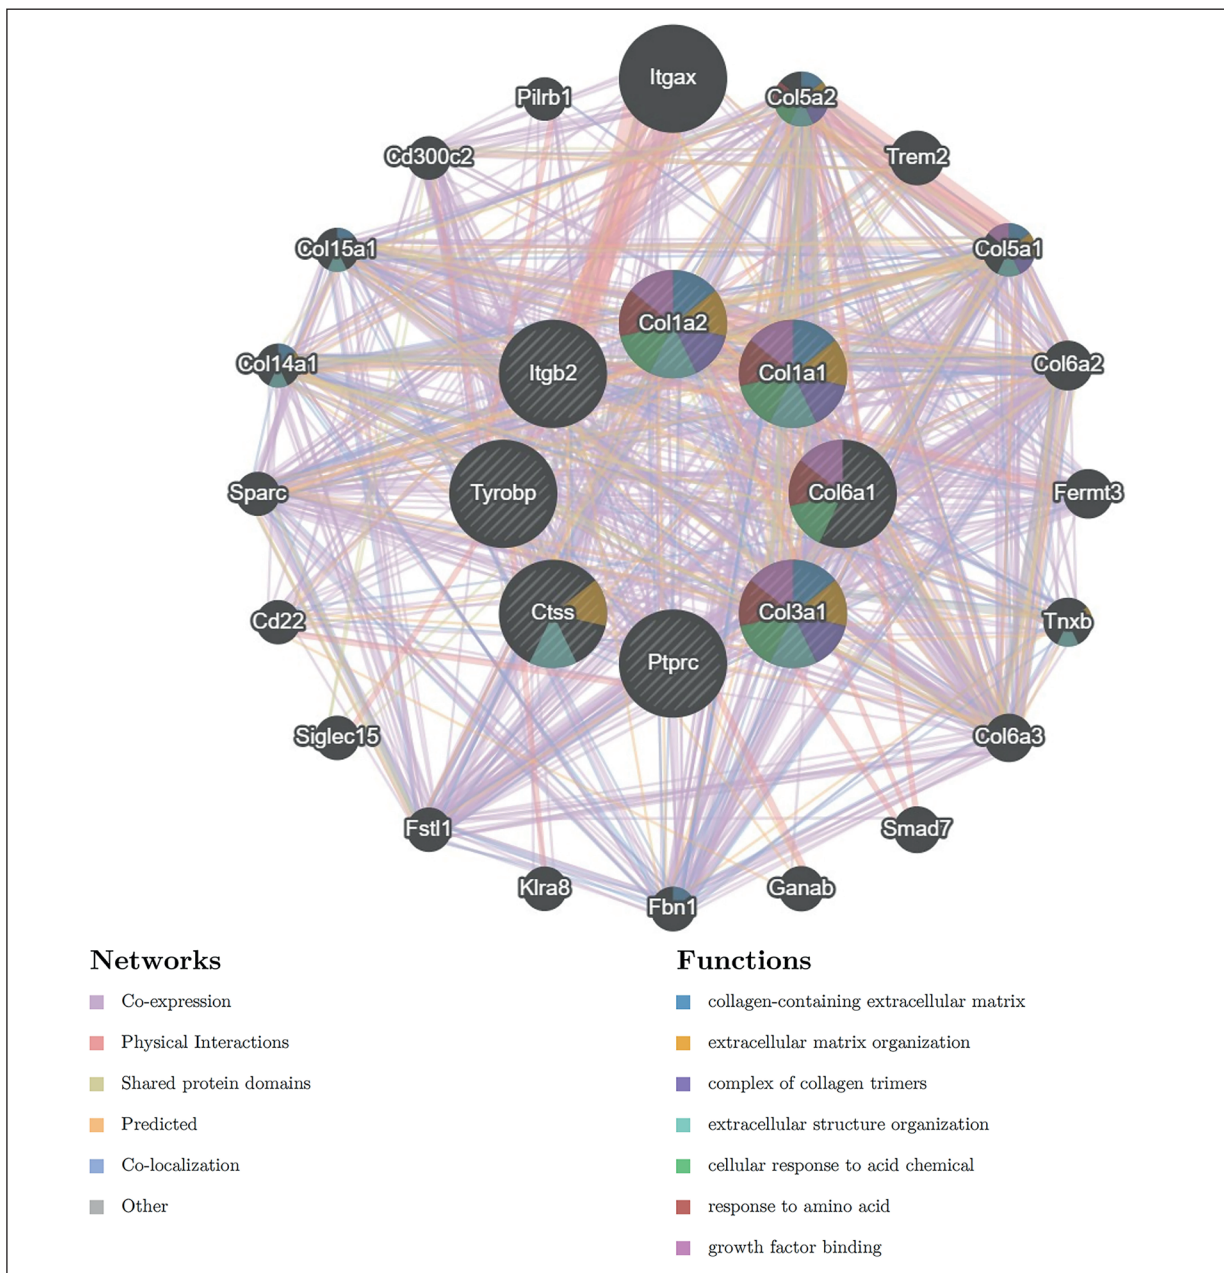 Itgax
Pilrb1
Col5a2
Cd300c2
Trem2
Col15a1
Col5a1
Col1a2
Col14a1
Itgb2
Col1a1
Col6a2
Sparc
Tyrobp
Col6a1
Fermt3
Cd22
Ctss
Col3a1
Tnxb
Ptprc
Siglec15
Col6a3
Fstl1
Smad7
Klra8
Fbn1
Ganab
Networks
Co-expression
Physical Interactions
Shared protein domains
Predicted
Co-localization
Other
Functions
collagen-containing extracellular matrix
extracellular matrix organization
complex of collagen trimers
extracellular structure organization
cellular response to acid chemical
response to amino acid
growth factor binding